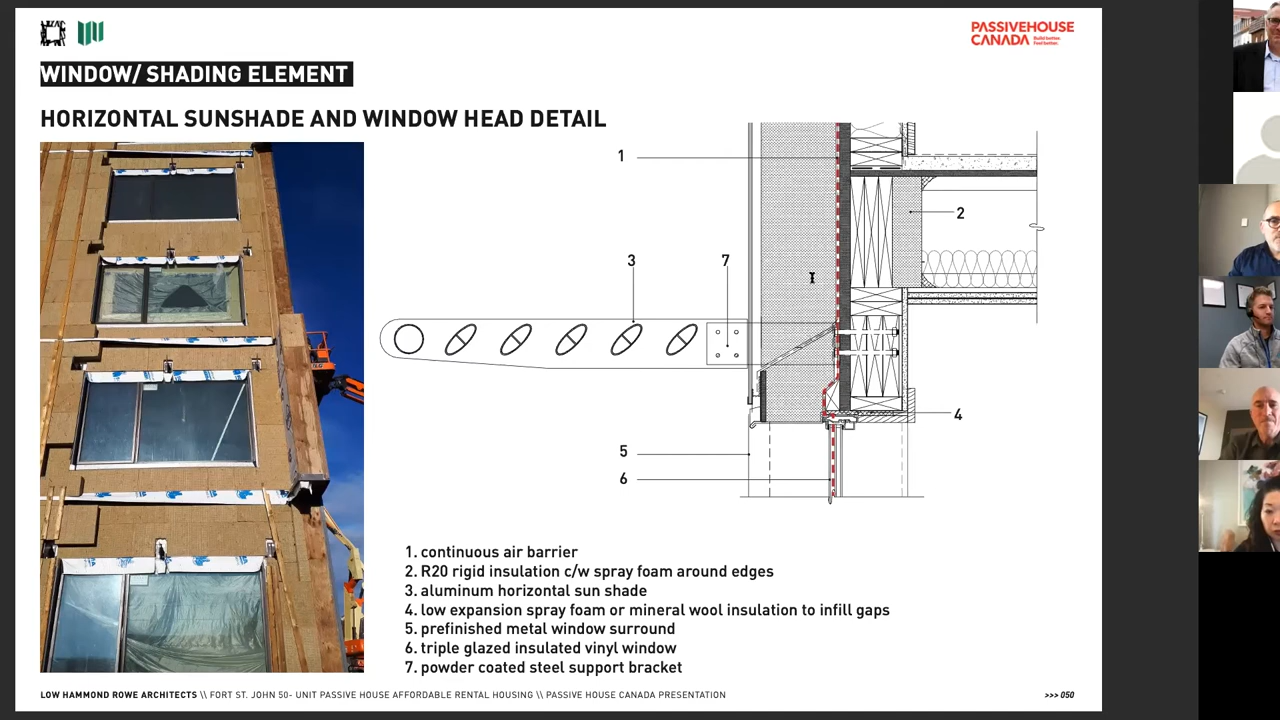 PASSIVEHOUSE
CANADA Build better. Feel better.
WINDOW/ SHADING ELEMENT
HORIZONTAL SUNSHADE AND WINDOW HEAD DETAIL
1
2
3
7
4
5
6
1. continuous air barrier
2. R20 rigid insulation c/w spray foam around edges
3. aluminum horizontal sun shade
4. low expansion spray foam or mineral wool insulation to infill gaps
5. prefinished metal window surround
6. triple glazed insulated vinyl window
7. powder coated steel support bracket
LOW HAMMOND ROWE ARCHITECTS \\ FORT ST. JOHN 50- UNIT PASSIVE HOUSE AFFORDABLE RENTAL HOUSING \\ PASSIVE HOUSE CANADA PRESENTATION
>>> 050